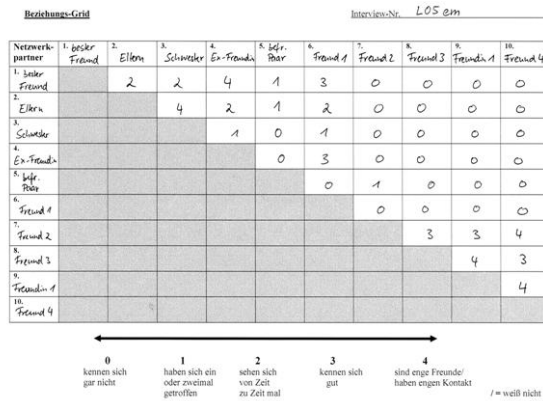 Beziehungs-Grid Interview-Nr. L05 em
Netzwerk-partner 1. bester Freund 2. Eltern 3. Schwester 4. Ex-Freundin 5. befr. Paar 6. Freund 1 7. Freund 2 8. Freund 3 9. Freundin 1 10. Freund 4
1. bester Freund 2 2 4 1 3 0 0 0 0
2. Eltern 4 2 1 2 0 0 0 0
3. Schwester 1 0 1 0 0 0 0
4. Ex-Freundin 0 3 0 0 0 0
5. befr. Paar 0 1 0 0 0
6. Freund 1 0 0 0 0
7. Freund 2 3 3 4
8. Freund 3 4 3
9. Freundin 1 4
10. Freund 4
0 1 2 3 4
kennen sich haben sich ein sehen sich kennen sich sind enge Freunde/
gar nicht oder zweimal von Zeit gut haben engen Kontakt
getroffen zu Zeit mal / = weiß nicht